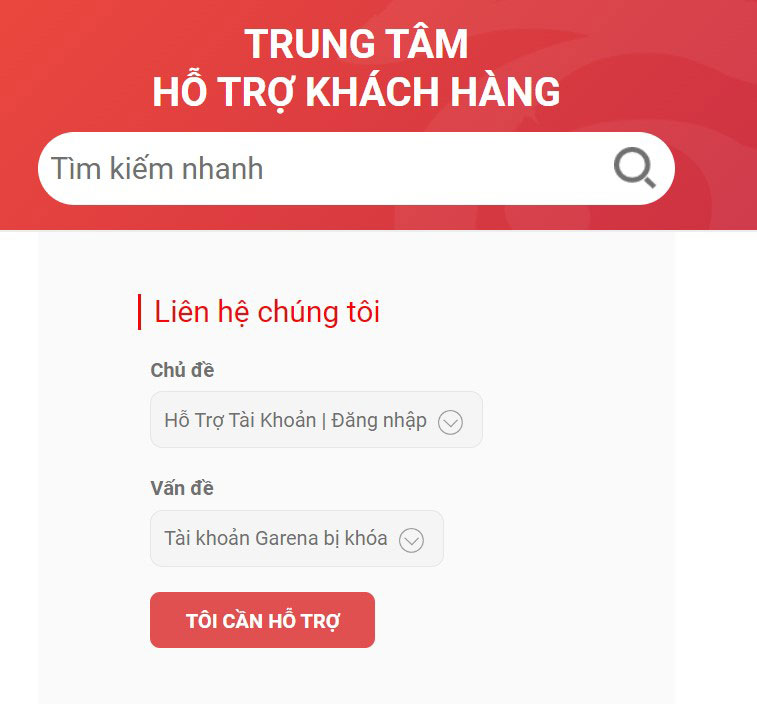 TRUNG TÂM
HỖ TRỢ KHÁCH HÀNG
Tìm kiếm nhanh
Liên hệ chúng tôi
Chủ đề
Hỗ Trợ Tài Khoản | Đăng nhập
Vấn đề
Tài khoản Garena bị khóa
TÔI CẦN HỖ TRỢ